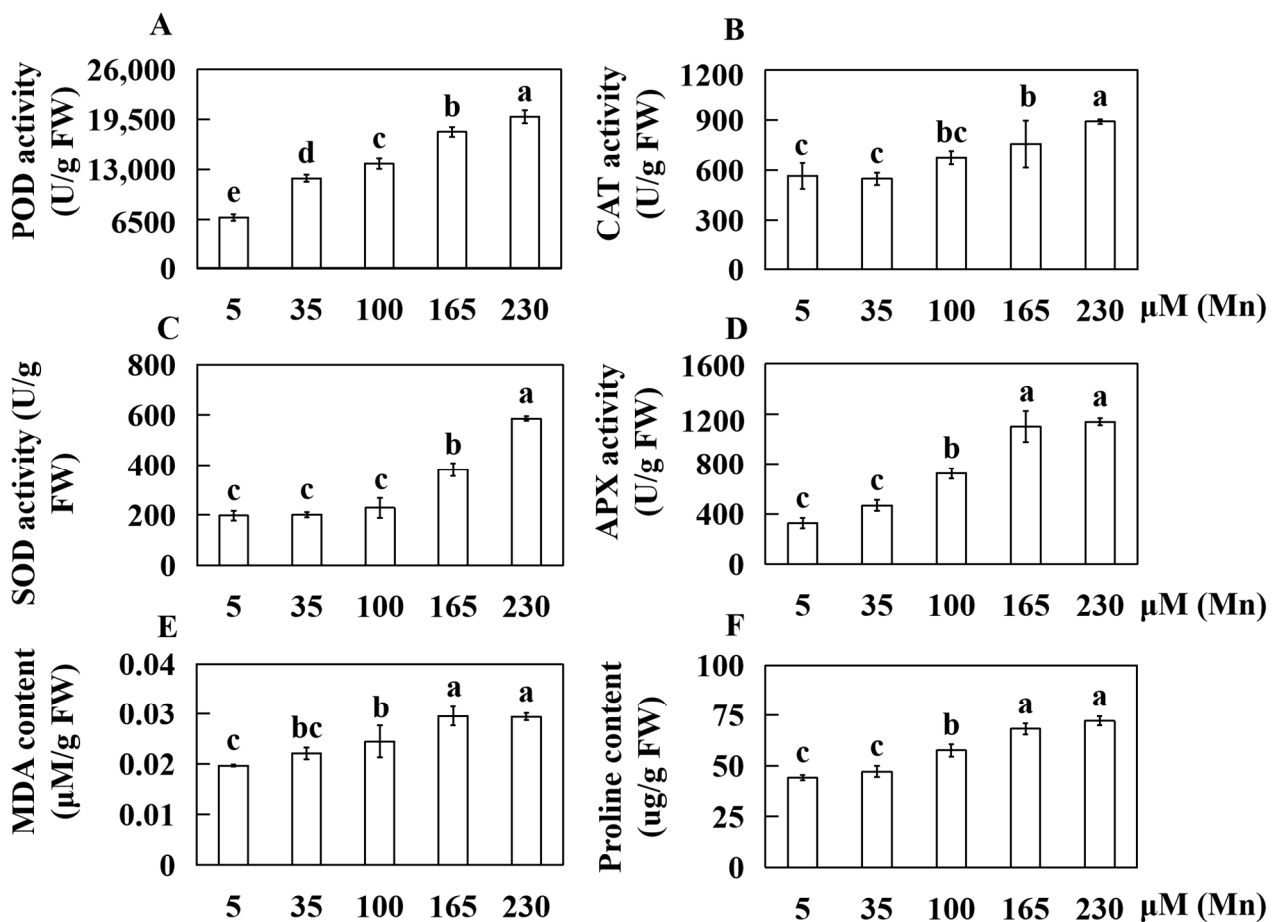 A
POD activity
(U/g FW)
26,000
19,500
13,000
6500
0
e
d
c
b
a
5 35 100 165 230
B
CAT activity
(U/g FW)
1200
900
600
300
0
c
c
bc
b
a
5 35 100 165 230 μM (Mn)
C
SOD activity (U/g
FW)
800
600
400
200
0
c
c
c
b
a
5 35 100 165 230
D
APX activity
(U/g FW)
1600
1200
800
400
0
c
c
b
a
a
5 35 100 165 230 μM (Mn)
E
MDA content
(μM/g FW)
0.04
0.03
0.02
0.01
0
c
bc
b
a
a
5 35 100 165 230
F
Proline content
(ug/g FW)
100
75
50
25
0
c
c
b
a
a
5 35 100 165 230 μM (Mn)